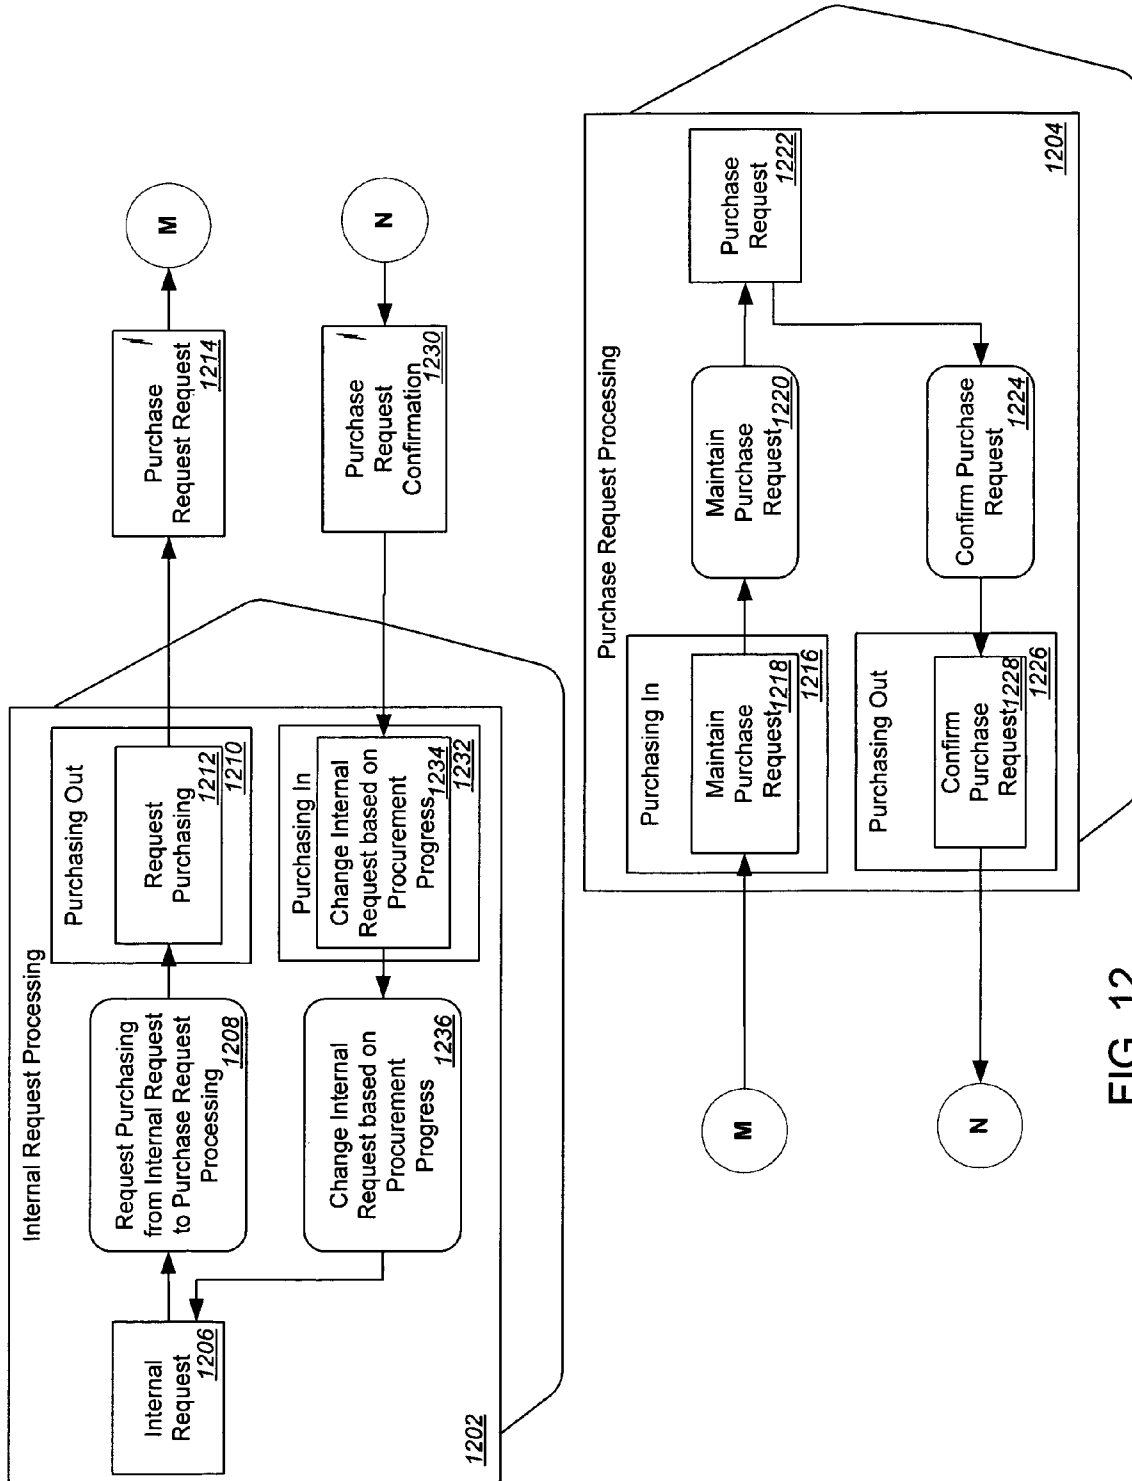 Internal Request Processing
Internal
Request
1206
Request Purchasing
from Internal Request
to Purchase Request
Processing
1208
Purchasing Out
Request
Purchasing
1212
1210
Purchase
Request Request
1214
M
N
Purchase
Request
Confirmation
1230
Purchasing In
Change Internal
Request based on
Procurement
Progress
1234
1232
Change Internal
Request based on
Procurement
Progress
1236
1202
Purchase Request Processing
M
Purchasing In
Maintain
Purchase
Request 1218
1216
Maintain
Purchase
Request 1220
Purchase
Request
1222
Confirm Purchase
Request
1224
Purchasing Out
Confirm
Purchase
Request 1228
1226
N
1204
FIG. 12